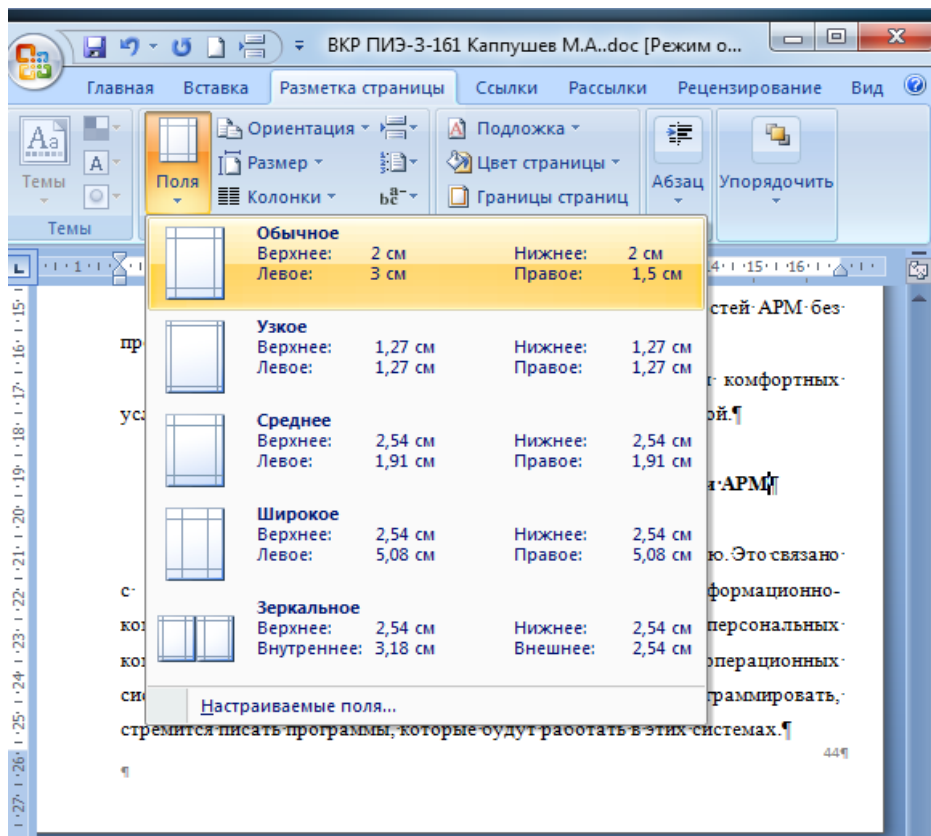 ВКР ПИЭ-3-161 Каппушев М.А..doc [Режим о...
Главная Вставка Разметка страницы Ссылки Рассылки Рецензирование Вид
Aa
Темы
A
Темы
Поля
Ориентация
Размер
Колонки
Подложка
Цвет страницы
Границы страниц
Абзац
Упорядочить
Обычное
Верхнее: 2 см Нижнее: 2 см
Левое: 3 см Правое: 1,5 см
Узкое
Верхнее: 1,27 см Нижнее: 1,27 см
Левое: 1,27 см Правое: 1,27 см
Среднее
Верхнее: 2,54 см Нижнее: 2,54 см
Левое: 1,91 см Правое: 1,91 см
Широкое
Верхнее: 2,54 см Нижнее: 2,54 см
Левое: 5,08 см Правое: 5,08 см
Зеркальное
Верхнее: 2,54 см Нижнее: 2,54 см
Внутреннее: 3,18 см Внешнее: 2,54 см
Настраиваемые поля...
АРМ без
комфортных
АРМ¶
Это связано
с
персональных
стремится писать программы, которые будут работать в этих системах.¶
44¶
¶